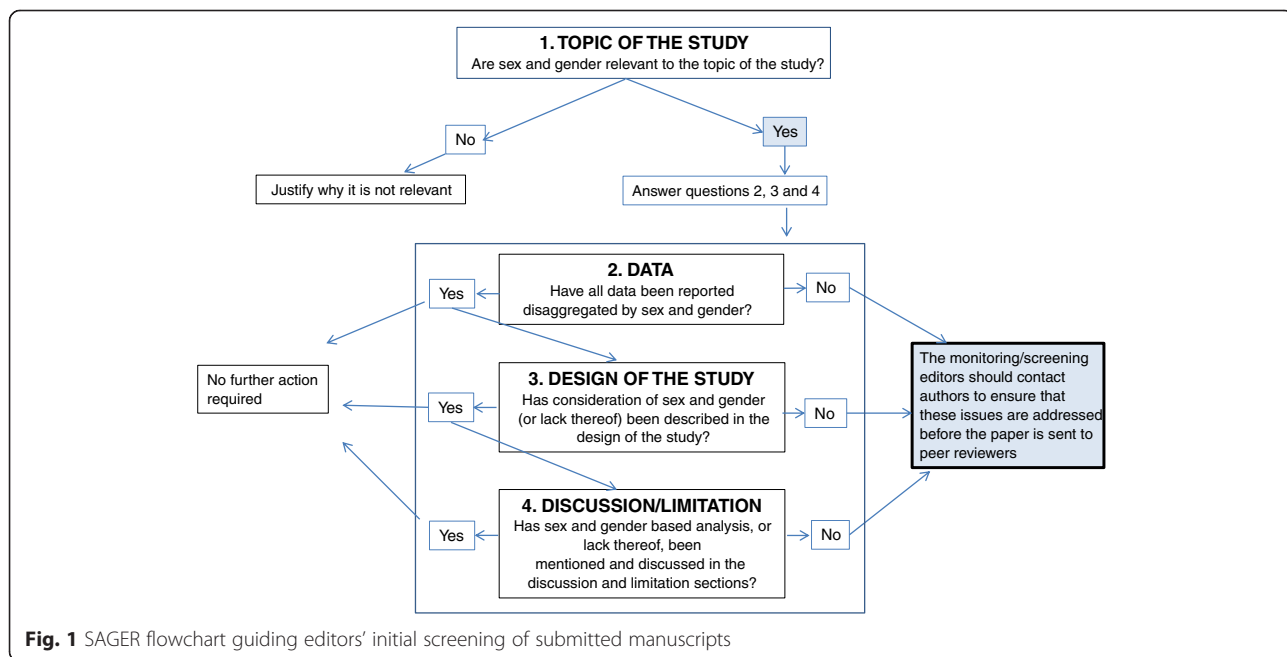 1. TOPIC OF THE STUDY
Are sex and gender relevant to the topic of the study?
No
Yes
Justify why it is not relevant
Answer questions 2, 3 and 4
2. DATA
Have all data been reported
disaggregated by sex and gender?
Yes
No
No further action
required
3. DESIGN OF THE STUDY
Has consideration of sex and gender
(or lack thereof) been described in the
design of the study?
Yes
No
The monitoring/screening
editors should contact
authors to ensure that
these issues are addressed
before the paper is sent to
peer reviewers
4. DISCUSSION/LIMITATION
Has sex and gender based analysis, or
lack thereof, been
mentioned and discussed in the
discussion and limitation sections?
Yes
No
Fig. 1 SAGER flowchart guiding editors’ initial screening of submitted manuscripts